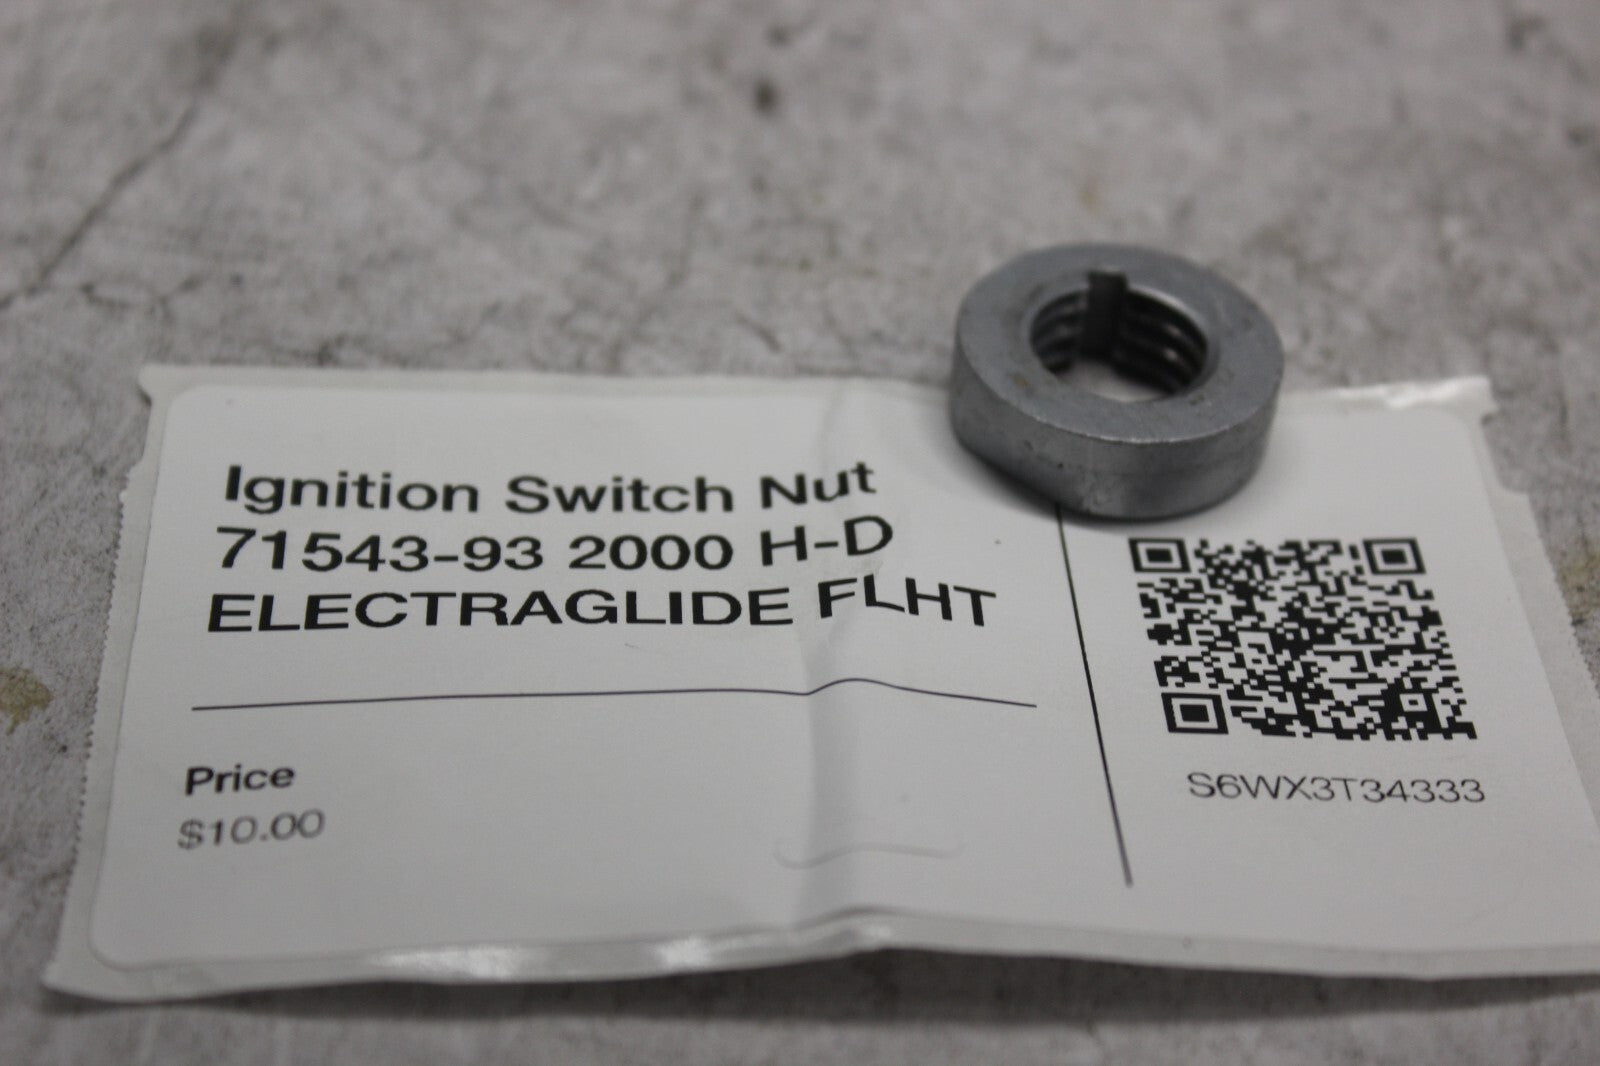 Ignition Switch Nut
71543-93 2000 H-D
ELECTRAGLIDE FLHT
Price
$10.00
S6WX3T34333